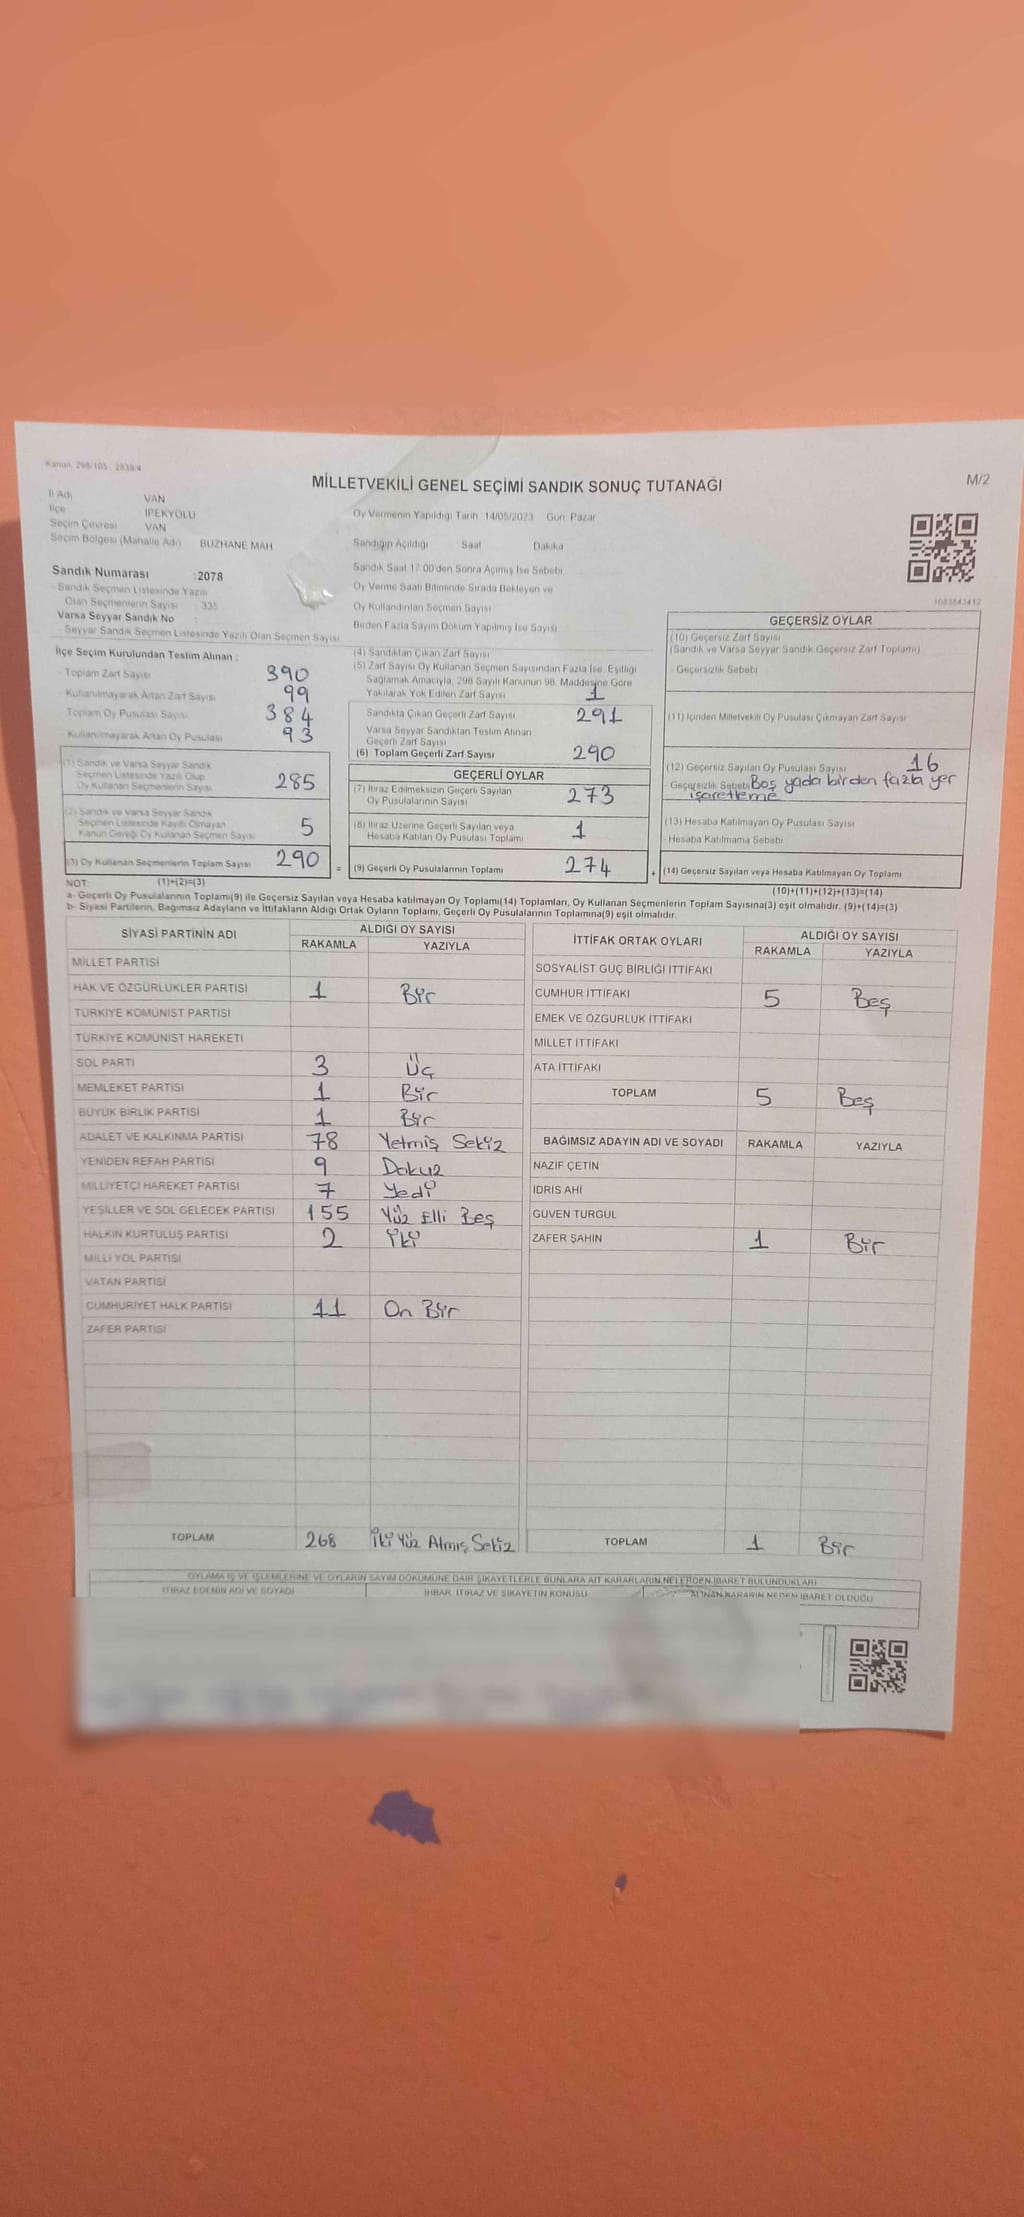 Kanun: 298/105 - 2839/4
MİLLETVEKİLİ GENEL SEÇİMİ SANDIK SONUÇ TUTANAĞI
M/2
İl Adı VAN
İlçe İPEKYOLU
Seçim Çevresi VAN
Seçim Bölgesi (Mahalle Adı) BUZHANE MAH
Oy Vermenin Yapıldığı Tarih 14/05/2023 Gün: Pazar
Sandığın Açıldığı Saat Dakika
Sandık Numarası :2078
- Sandık Seçmen Listesinde Yazılı
Olan Seçmenlerin Sayısı : 335
Varsa Seyyar Sandık No :
- Seyyar Sandık Seçmen Listesinde Yazılı Olan Seçmen Sayısı
Sandık Saat 17:00'den Sonra Açılmış İse Sebebi
Oy Verme Saati Bitiminde Sırada Bekleyen ve
Oy Kullandırılan Seçmen Sayısı
Birden Fazla Sayım Döküm Yapılmış İse Sayısı
1083843412
İlçe Seçim Kurulundan Teslim Alınan :
- Toplam Zarf Sayısı 390
- Kullanılmayarak Artan Zarf Sayısı 99
- Toplam Oy Pusulası Sayısı 384
- Kullanılmayarak Artan Oy Pusulası 93
(1) Sandık ve Varsa Seyyar Sandık
Seçmen Listesinde Yazılı Olup
Oy Kullanan Seçmenlerin Sayısı 285
(2) Sandık ve Varsa Seyyar Sandık
Seçmen Listesinde Kayıtlı Olmayan
Kanun Gereği Oy Kullanan Seçmen Sayısı 5
(3) Oy Kullanan Seçmenlerin Toplam Sayısı 290 =
(4) Sandıktan Çıkan Zarf Sayısı
(5) Zarf Sayısı Oy Kullanan Seçmen Sayısından Fazla İse, Eşitliği
Sağlamak Amacıyla, 298 Sayılı Kanunun 98. Maddesine Göre
Yakılarak Yok Edilen Zarf Sayısı 1
Sandıkta Çıkan Geçerli Zarf Sayısı 291
Varsa Seyyar Sandıktan Teslim Alınan
Geçerli Zarf Sayısı
(6) Toplam Geçerli Zarf Sayısı 290
GEÇERLİ OYLAR
(7) İtiraz Edilmeksizin Geçerli Sayılan
Oy Pusulalarının Sayısı 273
(8) İtiraz Üzerine Geçerli Sayılan veya
Hesaba Katılan Oy Pusulası Toplamı 1
(9) Geçerli Oy Pusulalarının Toplamı 274 +
GEÇERSİZ OYLAR
(10) Geçersiz Zarf Sayısı
(Sandık ve Varsa Seyyar Sandık Geçersiz Zarf Toplamı)
- Geçersizlik Sebebi
(11) İçinden Milletvekili Oy Pusulası Çıkmayan Zarf Sayısı
(12) Geçersiz Sayılan Oy Pusulası Sayısı 16
- Geçersizlik Sebebi Boş yada birden fazla yer
işaretleme
(13) Hesaba Katılmayan Oy Pusulası Sayısı
- Hesaba Katılmama Sebebi
(14) Geçersiz Sayılan veya Hesaba Katılmayan Oy Toplamı
NOT: (1)+(2)=(3)
(10)+(11)+(12)+(13)=(14)
a- Geçerli Oy Pusulalarının Toplamı(9) ile Geçersiz Sayılan veya Hesaba katılmayan Oy Toplamı(14) Toplamları, Oy Kullanan Seçmenlerin Toplam Sayısına(3) eşit olmalıdır. (9)+(14)=(3)
b- Siyasi Partilerin, Bağımsız Adayların ve İttifakların Aldığı Ortak Oyların Toplamı, Geçerli Oy Pusulalarının Toplamına(9) eşit olmalıdır.
SİYASİ PARTİNİN ADI ALDIĞI OY SAYISI
RAKAMLA YAZIYLA
MİLLET PARTİSİ
HAK VE ÖZGÜRLÜKLER PARTİSİ 1 Bir
TÜRKİYE KOMÜNİST PARTİSİ
TÜRKİYE KOMÜNİST HAREKETİ
SOL PARTİ 3 Üç
MEMLEKET PARTİSİ 1 Bir
BÜYÜK BİRLİK PARTİSİ 1 Bir
ADALET VE KALKINMA PARTİSİ 78 Yetmiş Sekiz
YENİDEN REFAH PARTİSİ 9 Dokuz
MİLLİYETÇİ HAREKET PARTİSİ 7 Yedi
YEŞİLLER VE SOL GELECEK PARTİSİ 155 Yüz Elli Beş
HALKIN KURTULUŞ PARTİSİ 2 İki
MİLLİ YOL PARTİSİ
VATAN PARTİSİ
CUMHURİYET HALK PARTİSİ 11 On Bir
ZAFER PARTİSİ
TOPLAM 268 İki Yüz Atmış Sekiz
İTTİFAK ORTAK OYLARI ALDIĞI OY SAYISI
RAKAMLA YAZIYLA
SOSYALİST GÜÇ BİRLİĞİ İTTİFAKI
CUMHUR İTTİFAKI 5 Beş
EMEK VE ÖZGÜRLÜK İTTİFAKI
MİLLET İTTİFAKI
ATA İTTİFAKI
TOPLAM 5 Beş
BAĞIMSIZ ADAYIN ADI VE SOYADI RAKAMLA YAZIYLA
NAZİF ÇETİN
İDRİS AHİ
GÜVEN TURGUL
ZAFER ŞAHİN 1 Bir
TOPLAM 1 Bir
OYLAMA İŞ VE İŞLEMLERİNE VE OYLARIN SAYIM DÖKÜMÜNE DAİR ŞİKAYETLERLE BUNLARA AİT KARARLARIN NELERDEN İBARET BULUNDUKLARI
İTİRAZ EDENİN ADI VE SOYADI İHBAR, İTİRAZ VE ŞİKAYETİN KONUSU ALINAN KARARIN NEDEN İBARET OLDUĞU